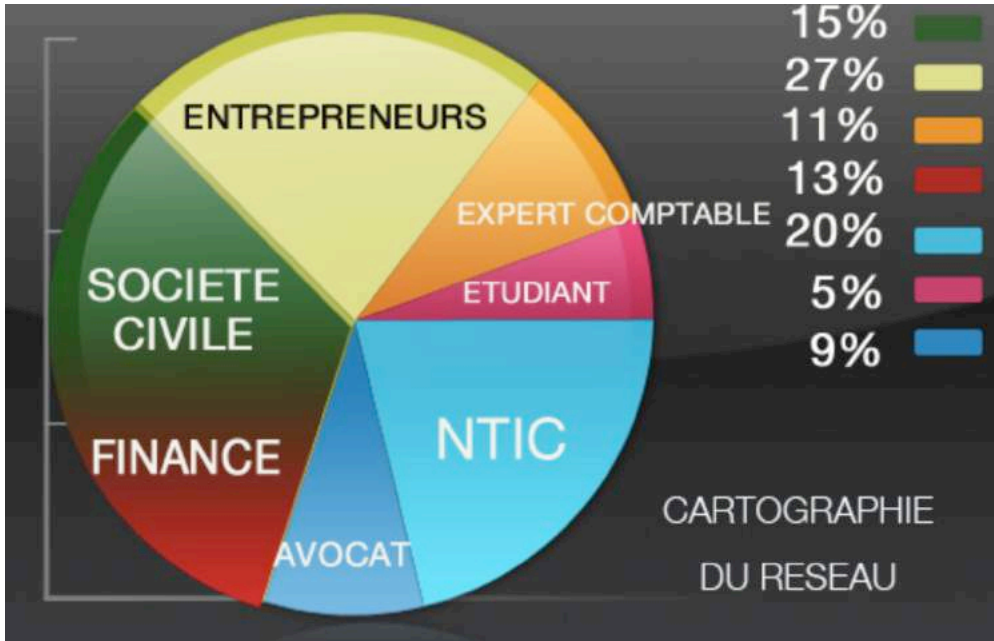 ENTREPRENEURS
EXPERT COMPTABLE
ETUDIANT
SOCIETE
CIVILE
FINANCE
NTIC
AVOCAT
15%
27%
11%
13%
20%
5%
9%
CARTOGRAPHIE
DU RESEAU